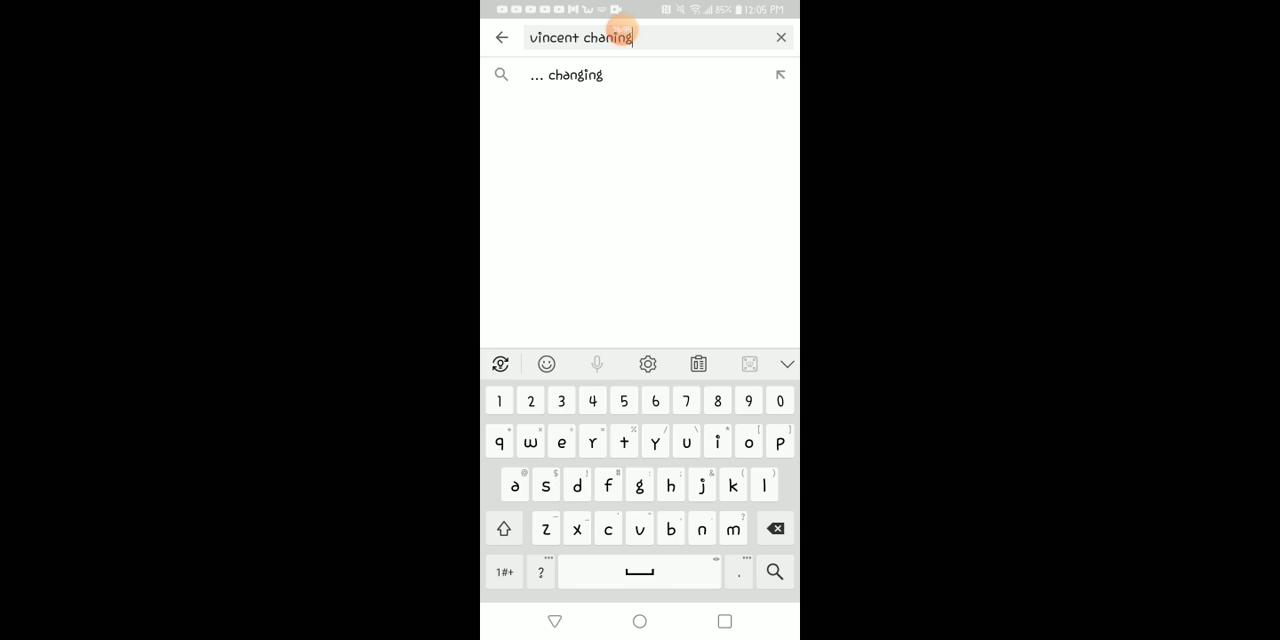 85% 12:05 PM
vincent chaning
... changing
1 2 3 4 5 6 7 8 9 0
q w e r t y u i o p
a s d f g h j k l
z x c v b n m
1#+ ? .